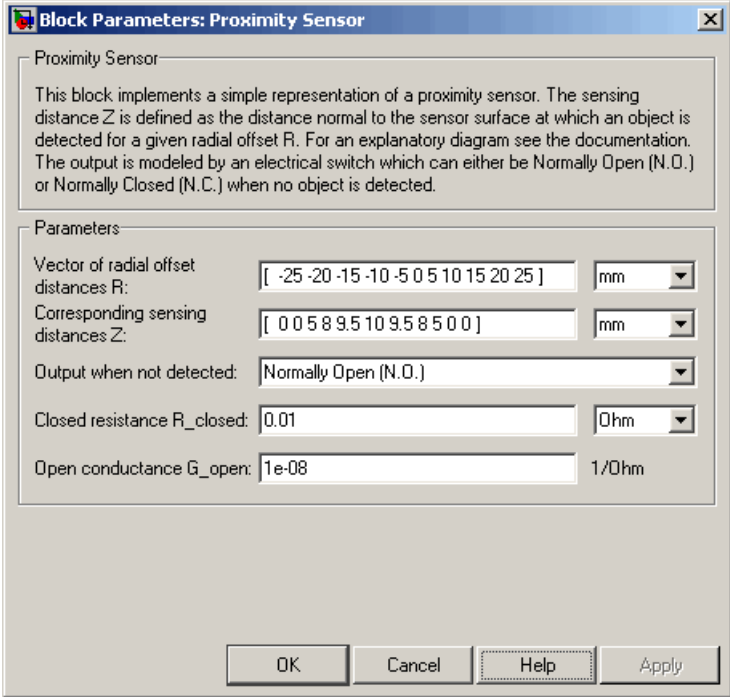 Block Parameters: Proximity Sensor
Proximity Sensor
This block implements a simple representation of a proximity sensor. The sensing
distance Z is defined as the distance normal to the sensor surface at which an object is
detected for a given radial offset R. For an explanatory diagram see the documentation.
The output is modeled by an electrical switch which can either be Normally Open (N.O.)
or Normally Closed (N.C.) when no object is detected.
Parameters
Vector of radial offset
distances R:
[ -25 -20 -15 -10 -5 0 5 10 15 20 25 ] mm
Corresponding sensing
distances Z:
[ 0 0 5 8 9.5 10 9.5 8 5 0 0 ] mm
Output when not detected: Normally Open (N.O.)
Closed resistance R_closed: 0.01 Ohm
Open conductance G_open: 1e-08 1/Ohm
OK Cancel Help Apply